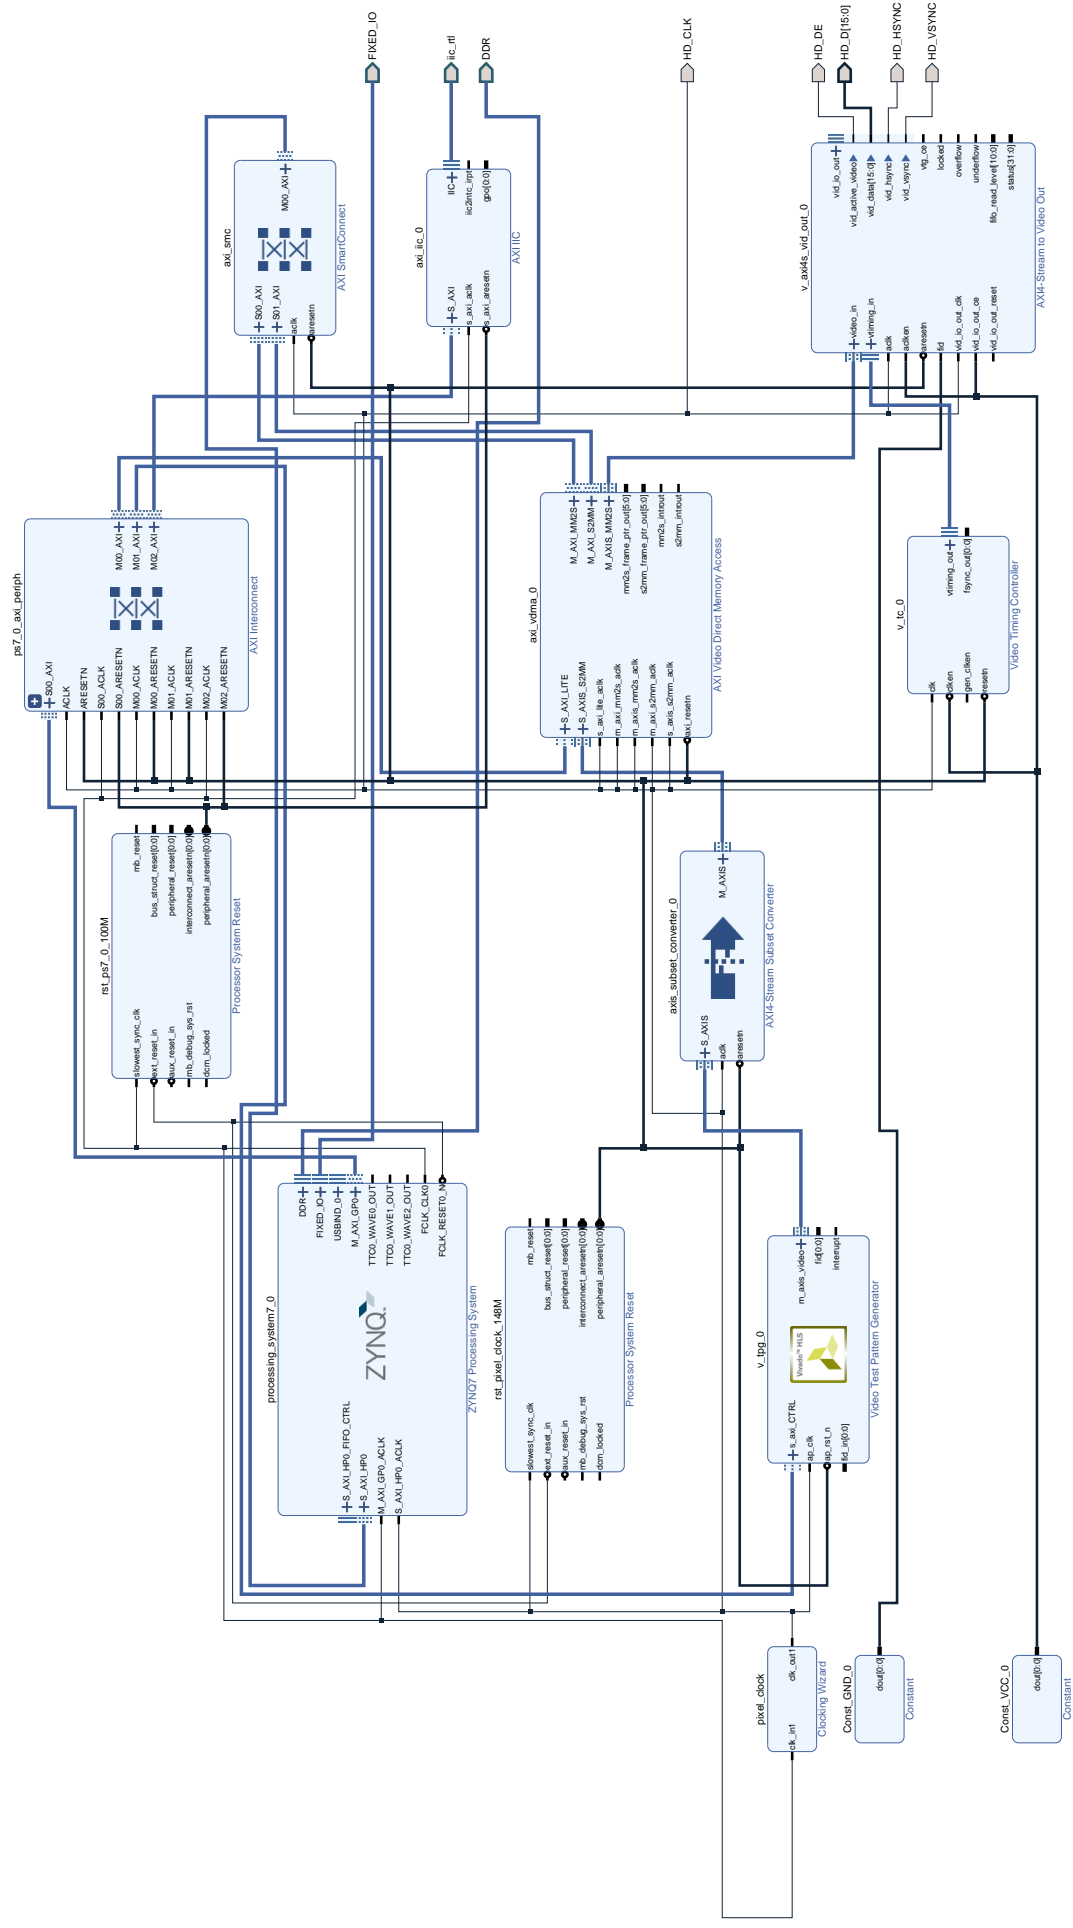 FIXED_IO
iic_rtl
DDR
HD_CLK
HD_DE
HD_D[15:0]
HD_HSYNC
HD_VSYNC
axi_smc
S00_AXI
S01_AXI
aclk
aresetn
M00_AXI
AXI SmartConnect
axi_iic_0
S_AXI
s_axi_aclk
s_axi_aresetn
IIC
iic2intc_irpt
gpo[0:0]
AXI IIC
v_axi4s_vid_out_0
video_in
vtiming_in
aclk
aclken
aresetn
fid
vid_io_out_clk
vid_io_out_ce
vid_io_out_reset
vid_io_out
vid_active_video
vid_data[15:0]
vid_hsync
vid_vsync
vtg_ce
locked
overflow
underflow
fifo_read_level[10:0]
status[31:0]
AXI4-Stream to Video Out
ps7_0_axi_periph
S00_AXI
ACLK
ARESETN
S00_ACLK
S00_ARESETN
M00_ACLK
M00_ARESETN
M01_ACLK
M01_ARESETN
M02_ACLK
M02_ARESETN
M00_AXI
M01_AXI
M02_AXI
AXI Interconnect
axi_vdma_0
S_AXI_LITE
S_AXIS_S2MM
s_axi_lite_aclk
m_axi_mm2s_aclk
m_axis_mm2s_aclk
m_axi_s2mm_aclk
s_axis_s2mm_aclk
axi_resetn
M_AXI_MM2S
M_AXI_S2MM
M_AXIS_MM2S
mm2s_frame_ptr_out[5:0]
s2mm_frame_ptr_out[5:0]
mm2s_introut
s2mm_introut
AXI Video Direct Memory Access
v_tc_0
clk
clken
gen_clken
resetn
vtiming_out
fsync_out[0:0]
Video Timing Controller
rst_ps7_0_100M
slowest_sync_clk
ext_reset_in
aux_reset_in
mb_debug_sys_rst
dcm_locked
mb_reset
bus_struct_reset[0:0]
peripheral_reset[0:0]
interconnect_aresetn[0:0]
peripheral_aresetn[0:0]
Processor System Reset
axis_subset_converter_0
S_AXIS
aclk
aresetn
M_AXIS
AXI4-Stream Subset Converter
processing_system7_0
S_AXI_HP0_FIFO_CTRL
S_AXI_HP0
M_AXI_GP0_ACLK
S_AXI_HP0_ACLK
ZYNQ
DDR
FIXED_IO
USBIND_0
M_AXI_GP0
TTC0_WAVE0_OUT
TTC0_WAVE1_OUT
TTC0_WAVE2_OUT
FCLK_CLK0
FCLK_RESET0_N
ZYNQ7 Processing System
rst_pixel_clock_148M
slowest_sync_clk
ext_reset_in
aux_reset_in
mb_debug_sys_rst
dcm_locked
mb_reset
bus_struct_reset[0:0]
peripheral_reset[0:0]
interconnect_aresetn[0:0]
peripheral_aresetn[0:0]
Processor System Reset
v_tpg_0
s_axi_CTRL
ap_clk
ap_rst_n
fid_in[0:0]
Vivado™ HLS
m_axis_video
fid[0:0]
interrupt
Video Test Pattern Generator
pixel_clock
clk_in1
clk_out1
Clocking Wizard
Const_GND_0
dout[0:0]
Constant
Const_VCC_0
dout[0:0]
Constant